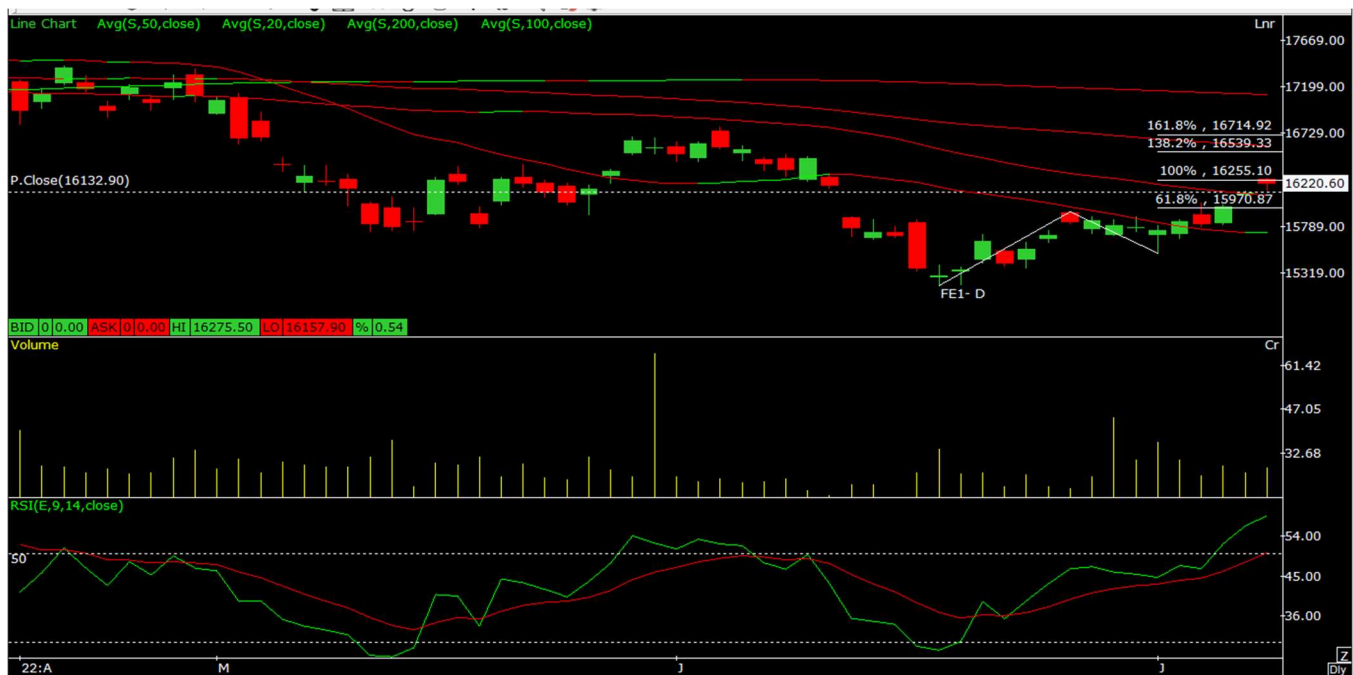 Line Chart Avg(S,50,close) Avg(S,20,close) Avg(S,200,close) Avg(S,100,close) Lnr
17669.00
17199.00
161.8% , 16714.92
16729.00
138.2% , 16539.33
100% , 16255.10
P.Close(16132.90)
16220.60
61.8% , 15970.87
15789.00
15319.00
FE1- D
BID 0 0.00 ASK 0 0.00 HI 16275.50 LO 16157.90 % 0.54
Volume Cr
61.42
47.05
32.68
RSI(E,9,14,close)
54.00
50
45.00
36.00
22:A M J J Z
Dly